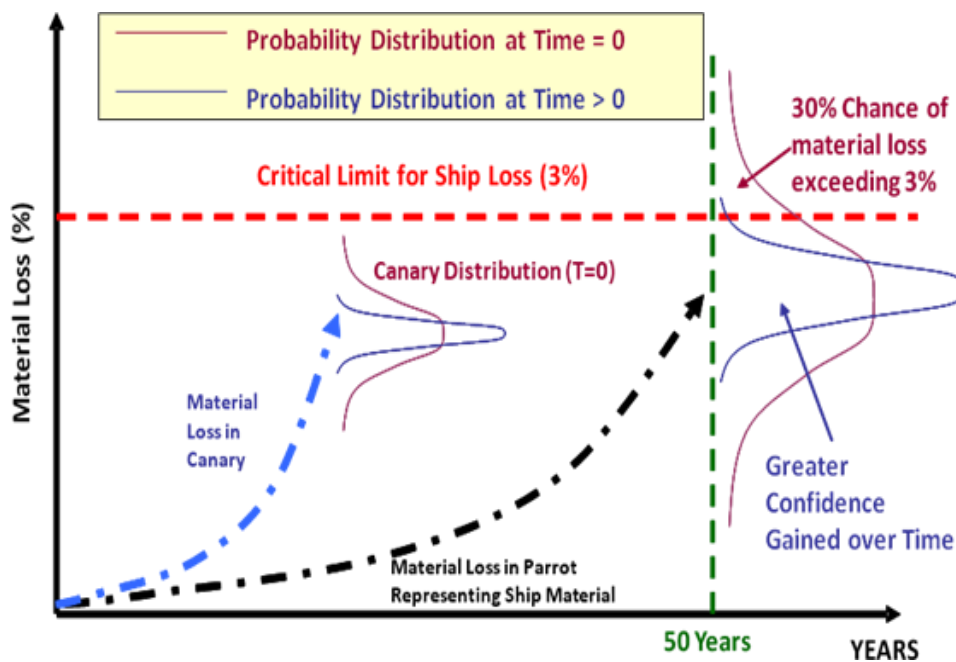 Probability Distribution at Time = 0
Probability Distribution at Time > 0
30% Chance of
material loss
exceeding 3%
Critical Limit for Ship Loss (3%)
Canary Distribution (T=0)
Material Loss (%)
Material
Loss in
Canary
Greater
Confidence
Gained over Time
Material Loss in Parrot
Representing Ship Material
50 Years
YEARS